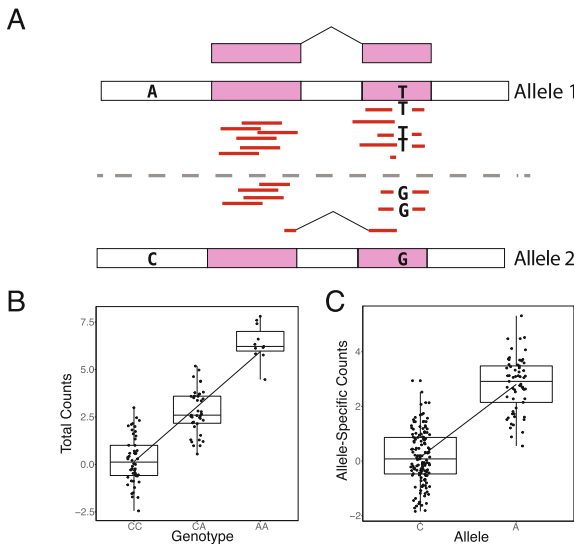 A
A T Allele 1
T
T
T
G
G
C G Allele 2
B
Total Counts
7.5
5.0
2.5
0.0
−2.5
CC CA AA
Genotype
C
Allele-Specific Counts
4
2
0
−2
C A
Allele